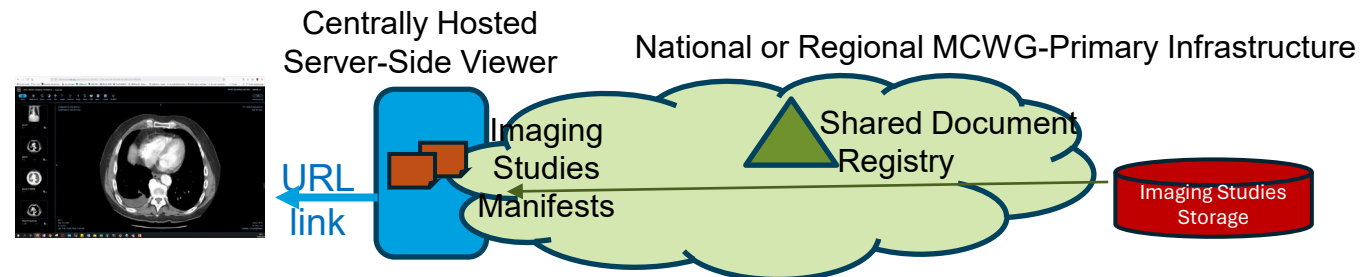 Centrally Hosted
Server-Side Viewer
National or Regional MCWG-Primary Infrastructure
Imaging
Studies
Manifests
Shared Document
Registry
URL
link
Imaging Studies
Storage